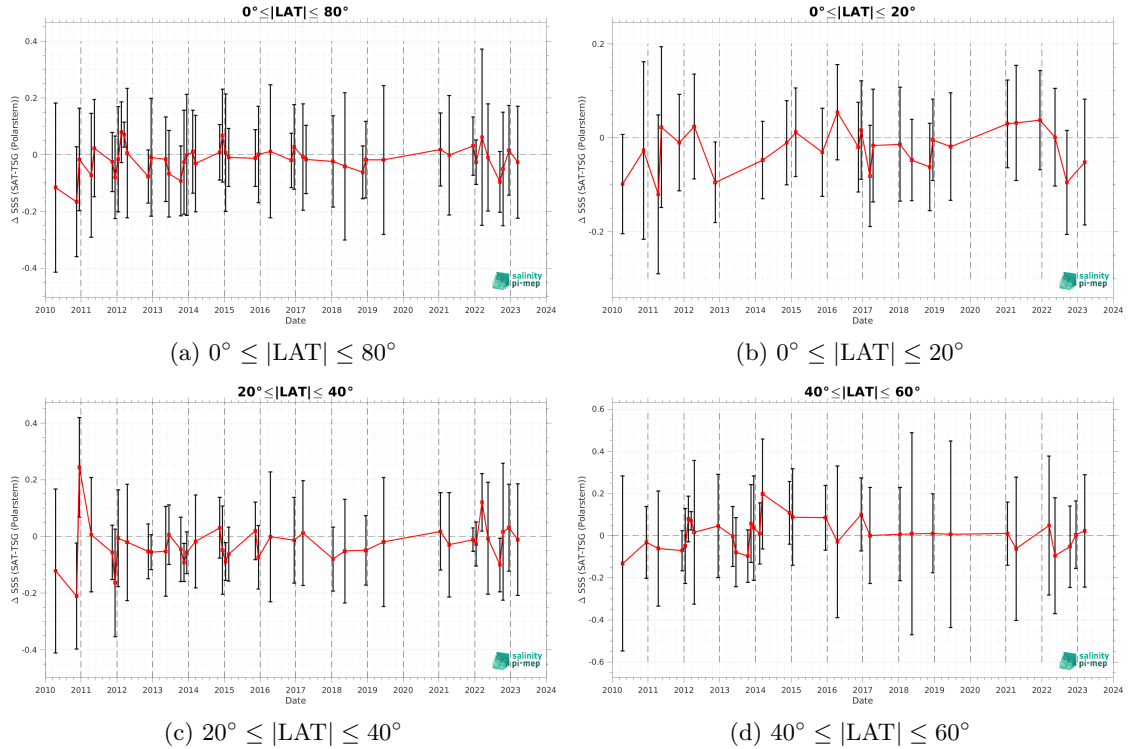 0°≤|LAT|≤ 80°
Δ SSS (SAT-TSG (Polarstern))
0.4
0.2
0
-0.2
-0.4
2010 2011 2012 2013 2014 2015 2016 2017 2018 2019 2020 2021 2022 2023 2024
Date
salinity
pi-mep
(a) 0° ≤ |LAT| ≤ 80°
0°≤|LAT|≤ 20°
Δ SSS (SAT-TSG (Polarstern))
0.2
0
-0.2
2010 2011 2012 2013 2014 2015 2016 2017 2018 2019 2020 2021 2022 2023 2024
Date
salinity
pi-mep
(b) 0° ≤ |LAT| ≤ 20°
20°≤|LAT|≤ 40°
Δ SSS (SAT-TSG (Polarstern))
0.4
0.2
0
-0.2
-0.4
2010 2011 2012 2013 2014 2015 2016 2017 2018 2019 2020 2021 2022 2023 2024
Date
salinity
pi-mep
(c) 20° ≤ |LAT| ≤ 40°
40°≤|LAT|≤ 60°
Δ SSS (SAT-TSG (Polarstern))
0.6
0.4
0.2
0
-0.2
-0.4
-0.6
2010 2011 2012 2013 2014 2015 2016 2017 2018 2019 2020 2021 2022 2023 2024
Date
salinity
pi-mep
(d) 40° ≤ |LAT| ≤ 60°